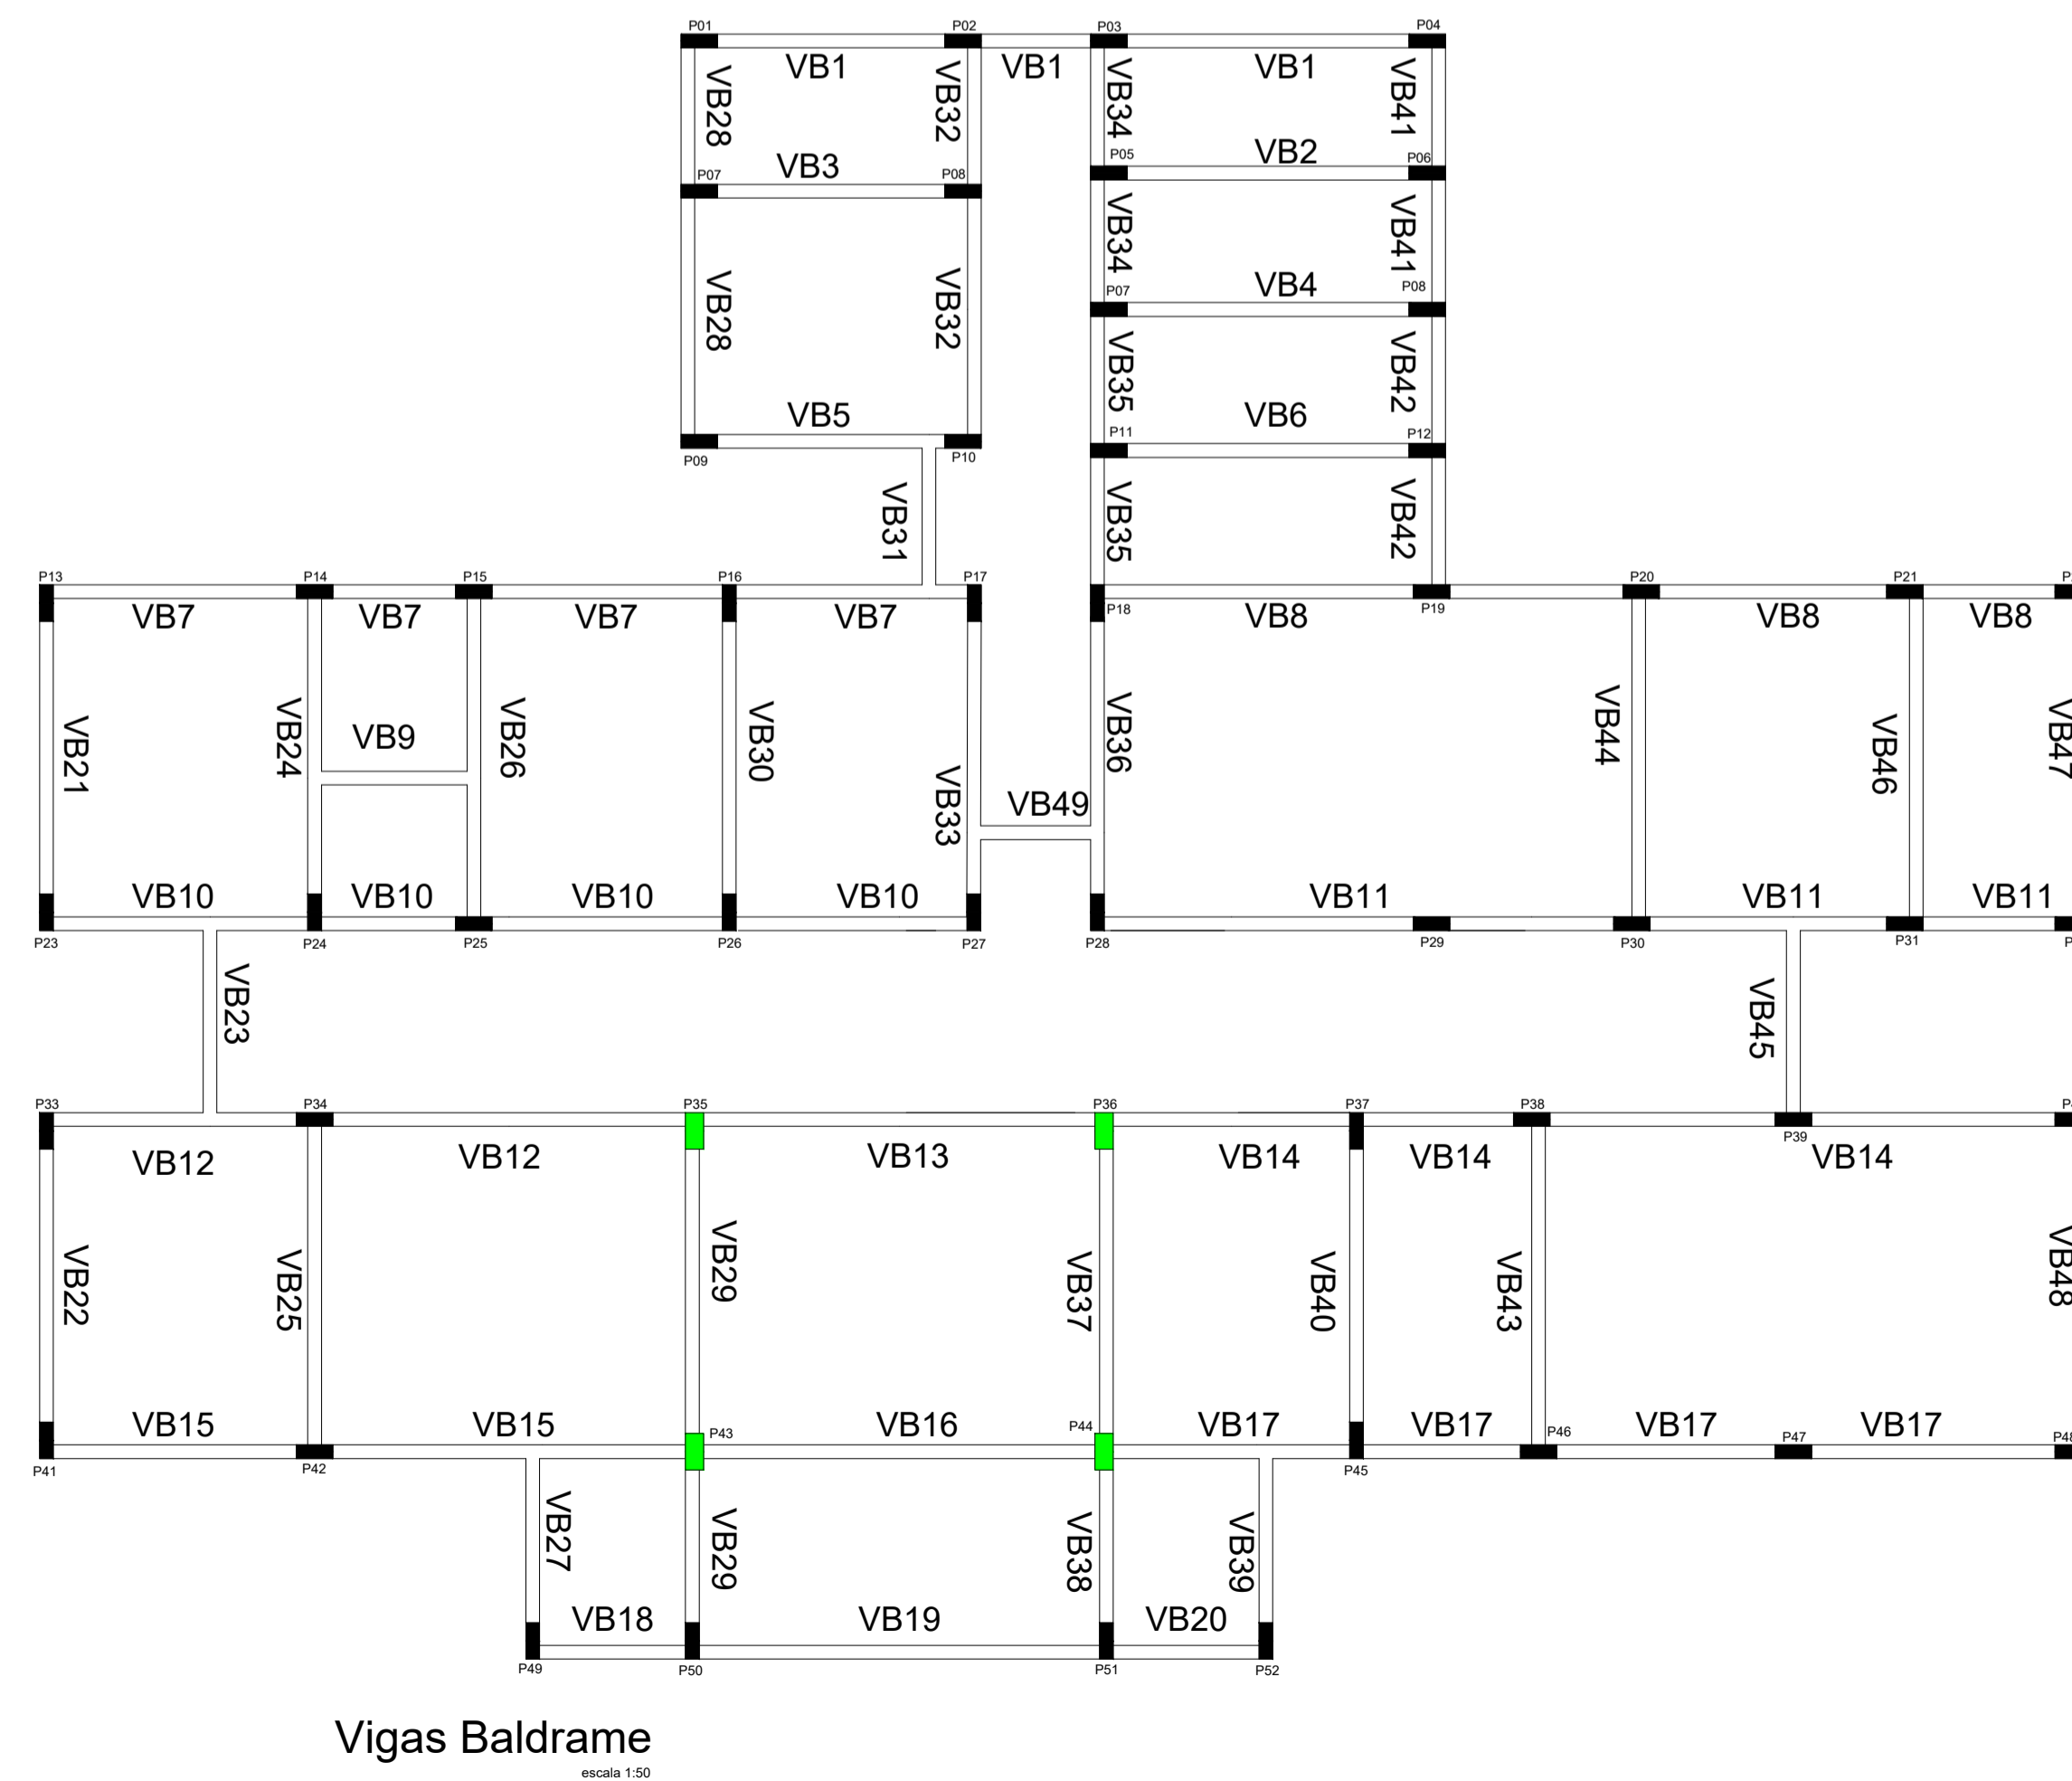 P01 P02 P03 P04
VB1 VB1 VB1
VB28 VB32 VB34 VB41
VB3 VB2
P07 P08 P05 P06
VB28 VB32 VB34 VB41
VB4
P07 P08
VB35 VB42
VB5 VB6
P09 P10 P11 P12
VB31 VB35 VB42
P13 P14 P15 P16 P17 P18 P19 P20 P21
VB7 VB7 VB7 VB7 VB8 VB8 VB8
VB21 VB24 VB9 VB26 VB30 VB33 VB36 VB44 VB46 VB47
VB49
VB10 VB10 VB10 VB10 VB11 VB11 VB11
P23 P24 P25 P26 P27 P28 P29 P30 P31
VB23 VB45
P33 P34 P35 P36 P37 P38 P39
VB12 VB12 VB13 VB14 VB14 VB14
VB22 VB25 VB29 VB37 VB40 VB43 VB48
VB15 VB15 VB16 VB17 VB17 VB17 VB17
P41 P42 P43 P44 P45 P46 P47 P48
VB27 VB29 VB38 VB39
VB18 VB19 VB20
P49 P50 P51 P52
Vigas Baldrame
escala 1:50